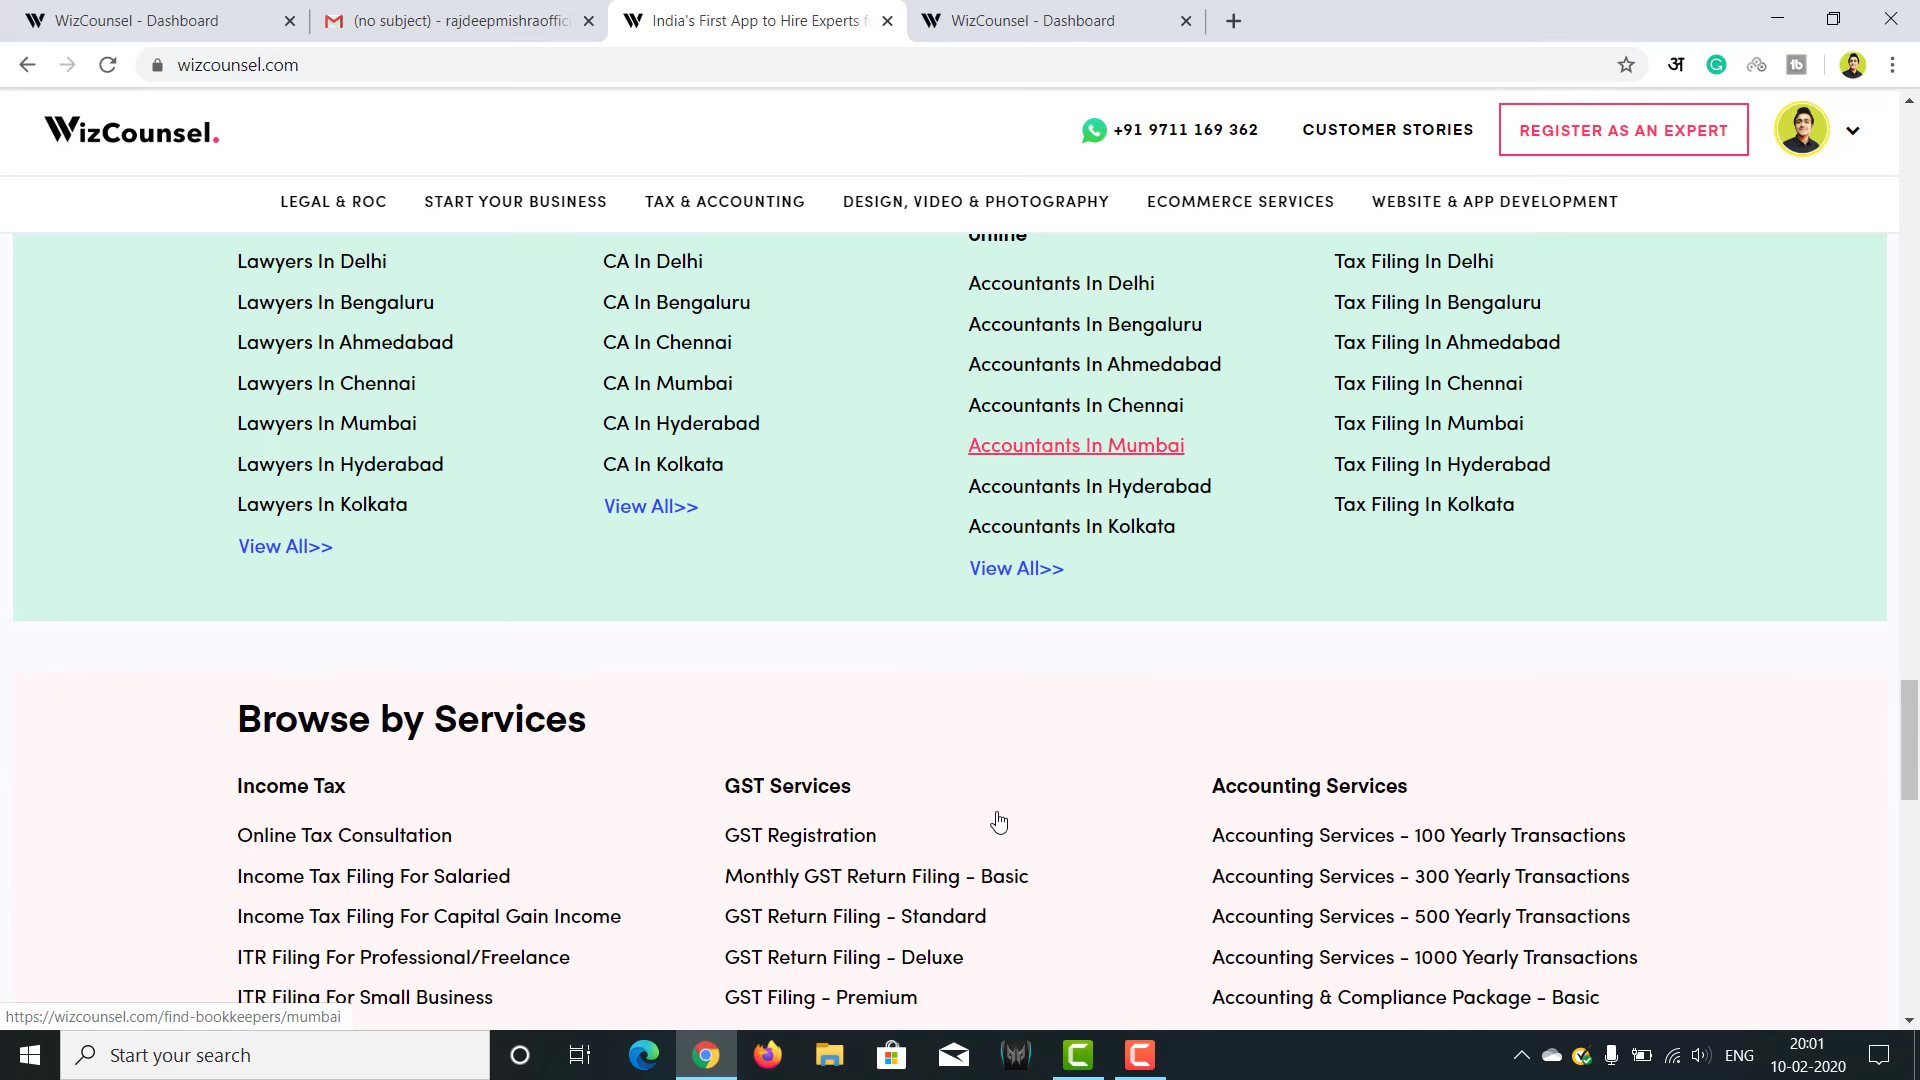 WizCounsel - Dashboard
(no subject) - rajdeepmishraoffici
India's First App to Hire Experts f
WizCounsel - Dashboard
wizcounsel.com
WizCounsel.
+91 9711 169 362
CUSTOMER STORIES
REGISTER AS AN EXPERT
LEGAL & ROC
START YOUR BUSINESS
TAX & ACCOUNTING
DESIGN, VIDEO & PHOTOGRAPHY
ECOMMERCE SERVICES
WEBSITE & APP DEVELOPMENT
Lawyers In Delhi
Lawyers In Bengaluru
Lawyers In Ahmedabad
Lawyers In Chennai
Lawyers In Mumbai
Lawyers In Hyderabad
Lawyers In Kolkata
View All>>
CA In Delhi
CA In Bengaluru
CA In Chennai
CA In Mumbai
CA In Hyderabad
CA In Kolkata
View All>>
online
Accountants In Delhi
Accountants In Bengaluru
Accountants In Ahmedabad
Accountants In Chennai
Accountants In Mumbai
Accountants In Hyderabad
Accountants In Kolkata
View All>>
Tax Filing In Delhi
Tax Filing In Bengaluru
Tax Filing In Ahmedabad
Tax Filing In Chennai
Tax Filing In Mumbai
Tax Filing In Hyderabad
Tax Filing In Kolkata
Browse by Services
Income Tax
Online Tax Consultation
Income Tax Filing For Salaried
Income Tax Filing For Capital Gain Income
ITR Filing For Professional/Freelance
ITR Filing For Small Business
GST Services
GST Registration
Monthly GST Return Filing - Basic
GST Return Filing - Standard
GST Return Filing - Deluxe
GST Filing - Premium
Accounting Services
Accounting Services - 100 Yearly Transactions
Accounting Services - 300 Yearly Transactions
Accounting Services - 500 Yearly Transactions
Accounting Services - 1000 Yearly Transactions
Accounting & Compliance Package - Basic
https://wizcounsel.com/find-bookkeepers/mumbai
Start your search
ENG
20:01
10-02-2020
अ